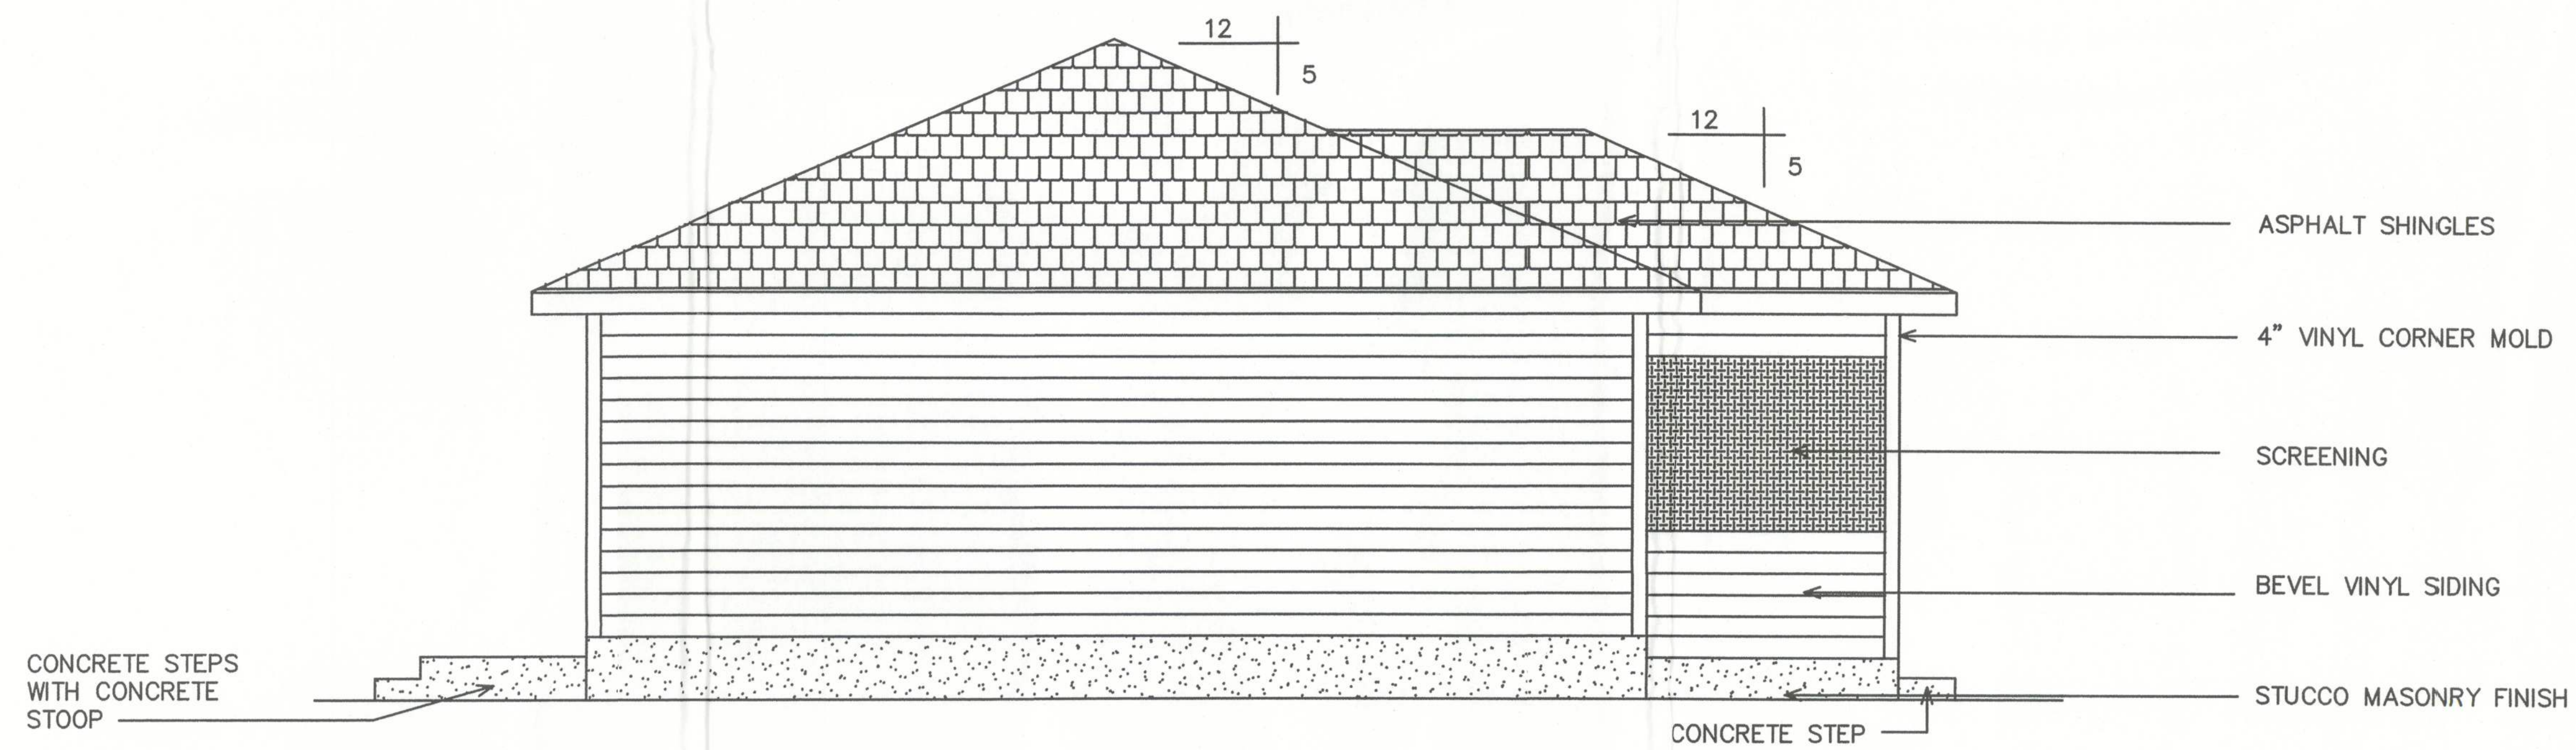 12
5
12
5
ASPHALT SHINGLES
4" VINYL CORNER MOLD
SCREENING
BEVEL VINYL SIDING
CONCRETE STEPS
WITH CONCRETE
STOOP
STUCCO MASONRY FINISH
CONCRETE STEP